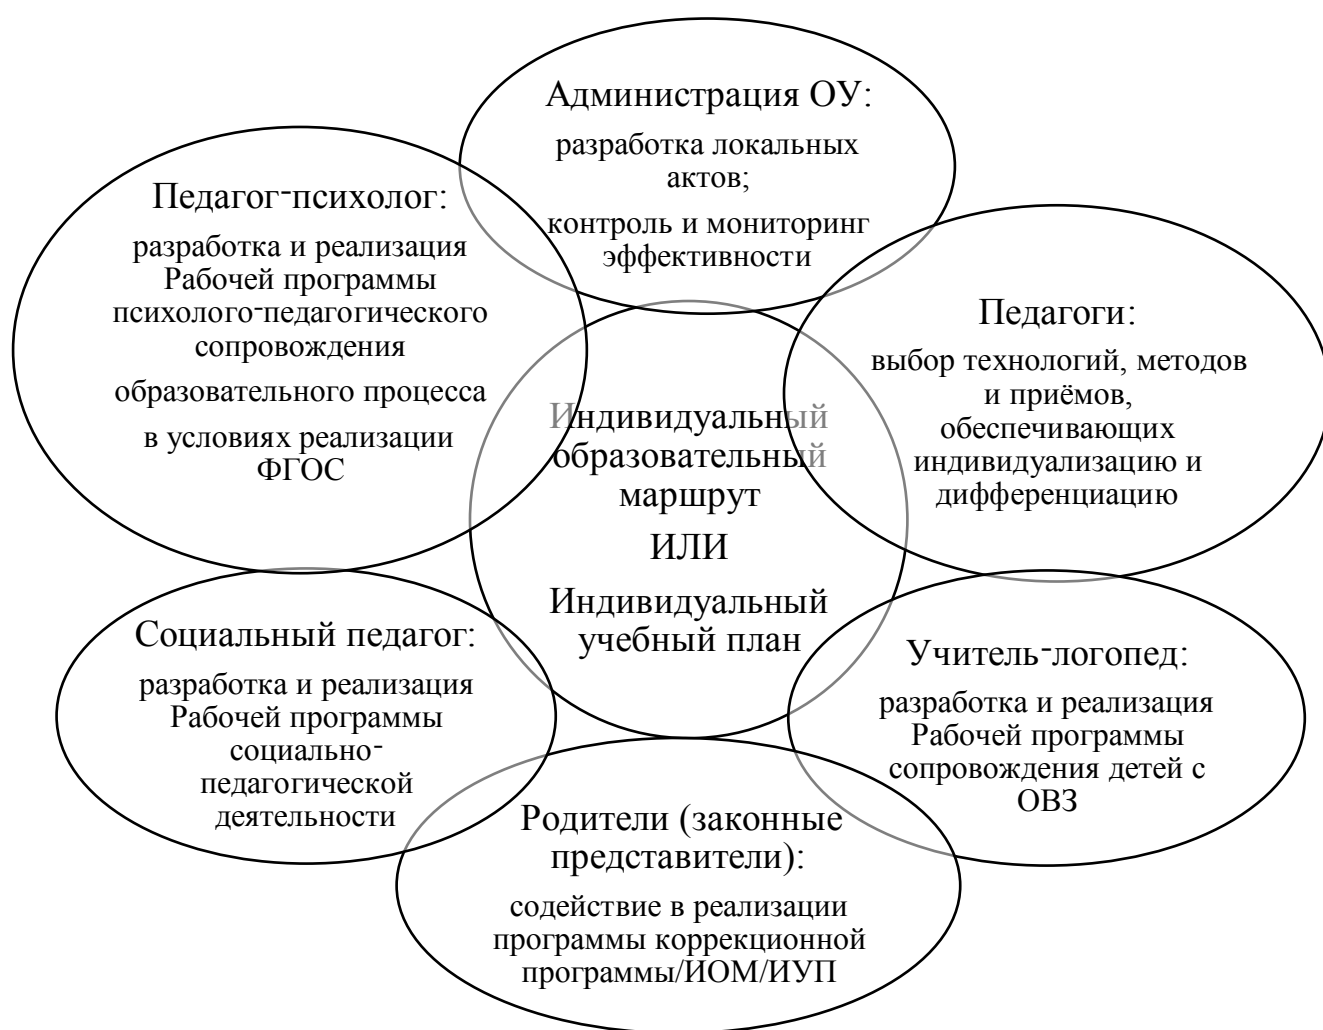 Администрация ОУ:
разработка локальных
актов;
контроль и мониторинг
эффективности
Педагог-психолог:
разработка и реализация
Рабочей программы
психолого-педагогического
сопровождения
образовательного процесса
в условиях реализации
ФГОС
Педагоги:
выбор технологий, методов
и приёмов,
обеспечивающих
индивидуализацию и
дифференциацию
Индивидуальный
образовательный
маршрут
ИЛИ
Индивидуальный
учебный план
Социальный педагог:
разработка и реализация
Рабочей программы
социально-
педагогической
деятельности
Учитель-логопед:
разработка и реализация
Рабочей программы
сопровождения детей с
ОВЗ
Родители (законные
представители):
содействие в реализации
программы коррекционной
программы/ИОМ/ИУП